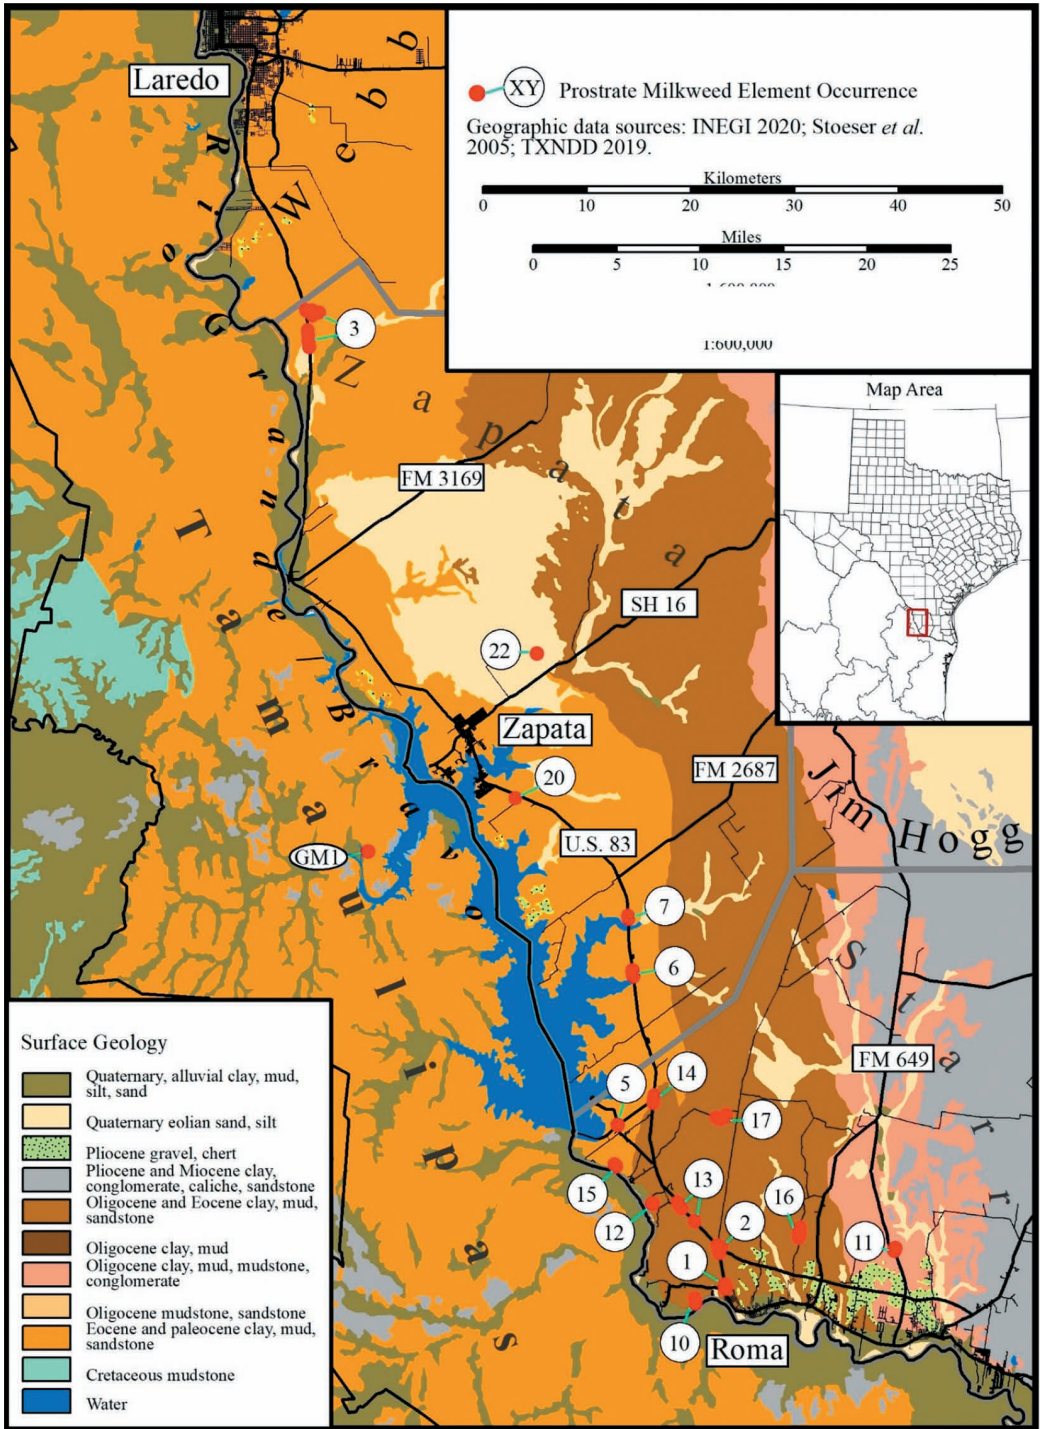 Laredo
Webb
XY
Prostrate Milkweed Element Occurrence
Geographic data sources: INEGI 2020; Stoeser et al.
2005; TXNDD 2019.
Kilometers
0 10 20 30 40 50
Miles
0 5 10 15 20 25
1:600,000
1:600,000
Map Area
Rio Grande
Bravo
3
Zapata
FM 3169
Tamaulipas
SH 16
22
Zapata
20
FM 2687
U.S. 83
Jim Hogg
GM1
7
6
Starr
FM 649
5
14
17
15
13
12
16
2
11
1
10
Roma
Surface Geology
Quaternary, alluvial clay, mud,
silt, sand
Quaternary eolian sand, silt
Pliocene gravel, chert
Pliocene and Miocene clay,
conglomerate, caliche, sandstone
Oligocene and Eocene clay, mud,
sandstone
Oligocene clay, mud
Oligocene clay, mud, mudstone,
conglomerate
Oligocene mudstone, sandstone
Eocene and paleocene clay, mud,
sandstone
Cretaceous mudstone
Water